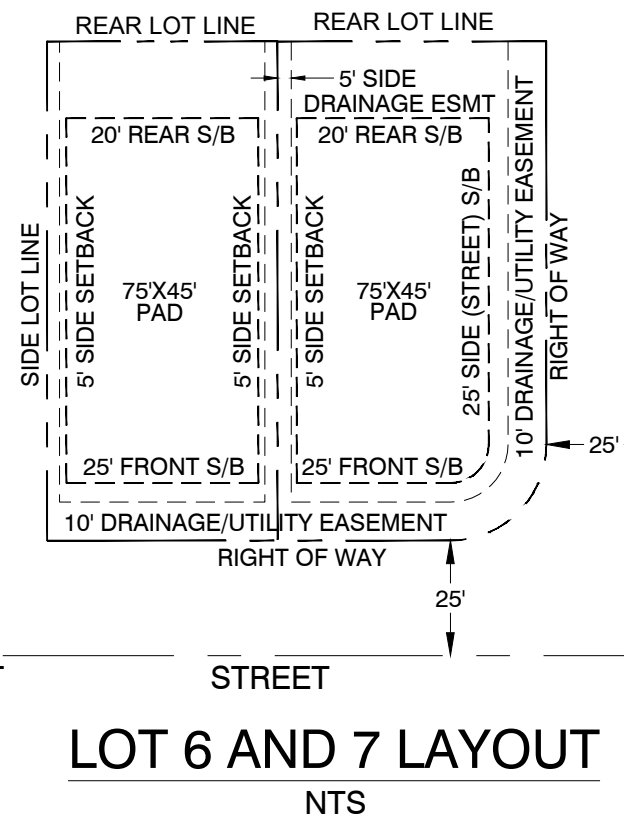 REAR LOT LINE
REAR LOT LINE
5' SIDE
DRAINAGE ESMT
20' REAR S/B
20' REAR S/B
SIDE LOT LINE
5' SIDE SETBACK
75'X45'
PAD
5' SIDE SETBACK
5' SIDE SETBACK
75'X45'
PAD
25' SIDE (STREET) S/B
10' DRAINAGE/UTILITY EASEMENT
RIGHT OF WAY
25'
25' FRONT S/B
25' FRONT S/B
10' DRAINAGE/UTILITY EASEMENT
RIGHT OF WAY
25'
STREET
LOT 6 AND 7 LAYOUT
NTS